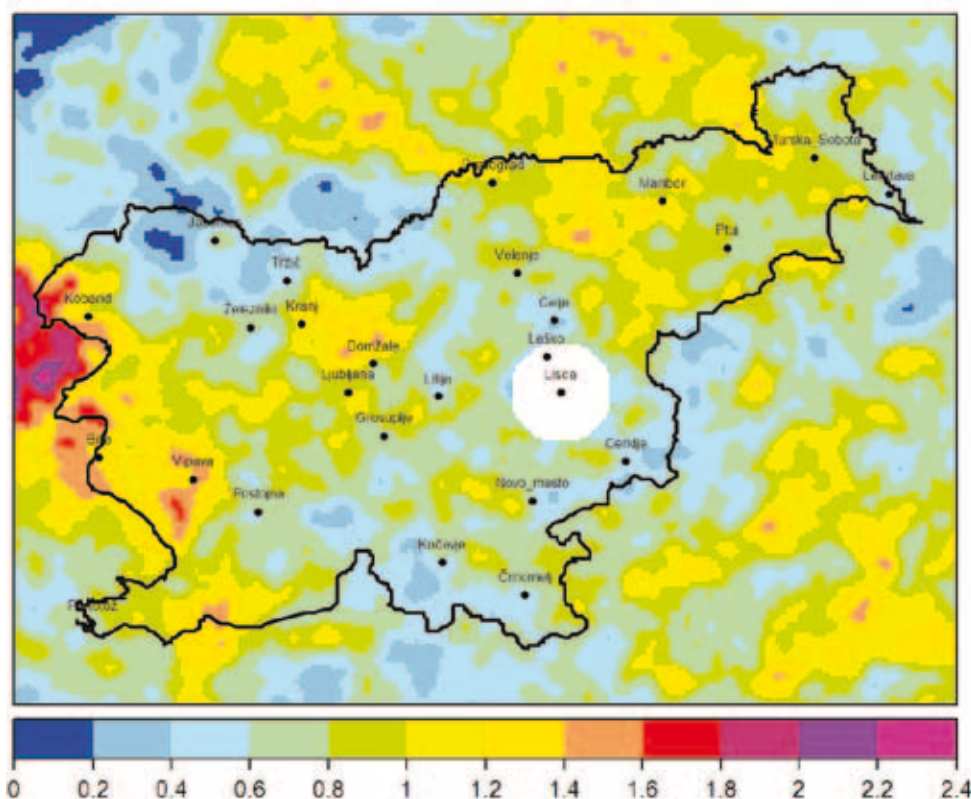 Murska_Sobota
Maribor
Lendava
Ptuj
Velenje
Tržič
Kobarid
Železniki
Kranj
Celje
Domžale
Laško
Ljubljana
Litija
Lisca
Grosuplje
Vipava
Postojna
Novo_mesto
Kočevje
Črnomelj
0 0.2 0.4 0.6 0.8 1 1.2 1.4 1.6 1.8 2 2.2 2.4